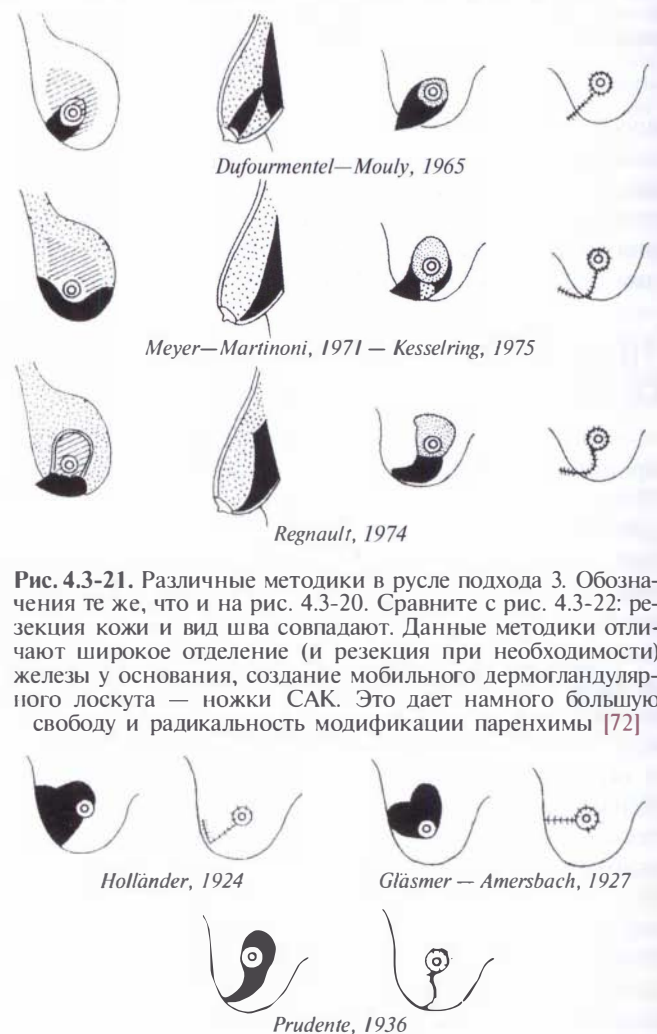 Dufourmentel—Mouly, 1965
Meyer—Martinoni, 1971 — Kesselring, 1975
Regnault, 1974
Рис. 4.3-21. Различные методики в русле подхода 3. Обозна-
чения те же, что и на рис. 4.3-20. Сравните с рис. 4.3-22: ре-
зекция кожи и вид шва совпадают. Данные методики отли-
чают широкое отделение (и резекция при необходимости)
железы у основания, создание мобильного дермогландуляр-
ного лоскута — ножки САК. Это дает намного большую
свободу и радикальность модификации паренхимы [72]
Holländer, 1924
Gläsmer — Amersbach, 1927
Prudente, 1936